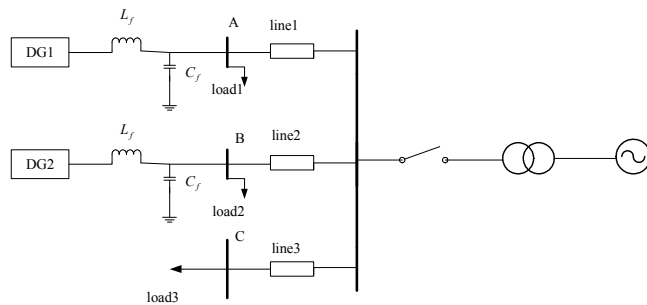 L_f
A
line1
DG1
C_f
load1
L_f
B
line2
DG2
C_f
load2
C
line3
load3